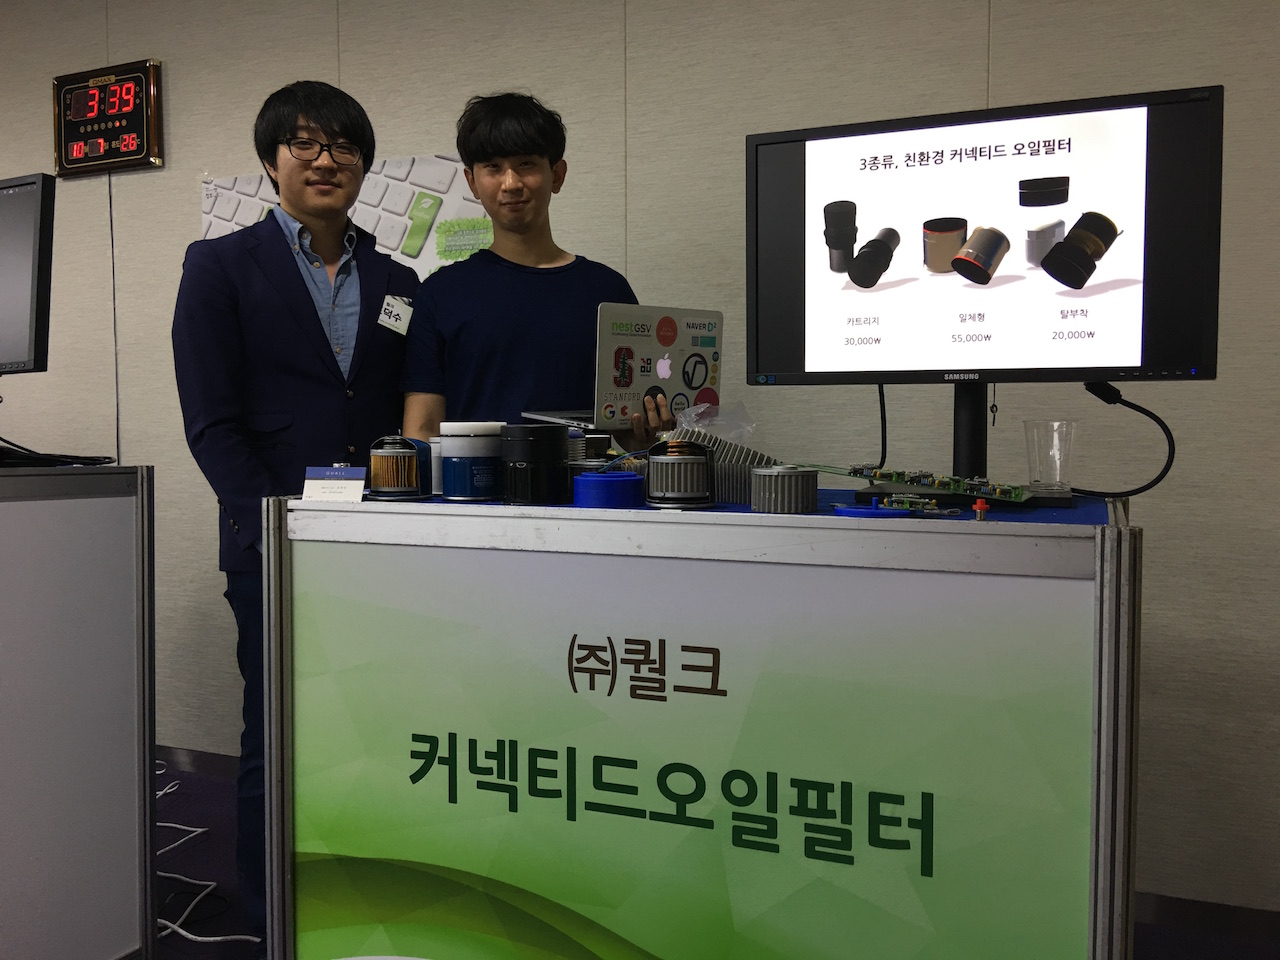 QMAX
3 39
10 7 26
3종류, 친환경 커넥티드 오일필터
카트리지
일체형
탈부착
30,000₩
55,000₩
20,000₩
SAMSUNG
덕수
nestGSV
NAVER D2
S
STANFORD
G
hello
㈜퀄크
커넥티드오일필터